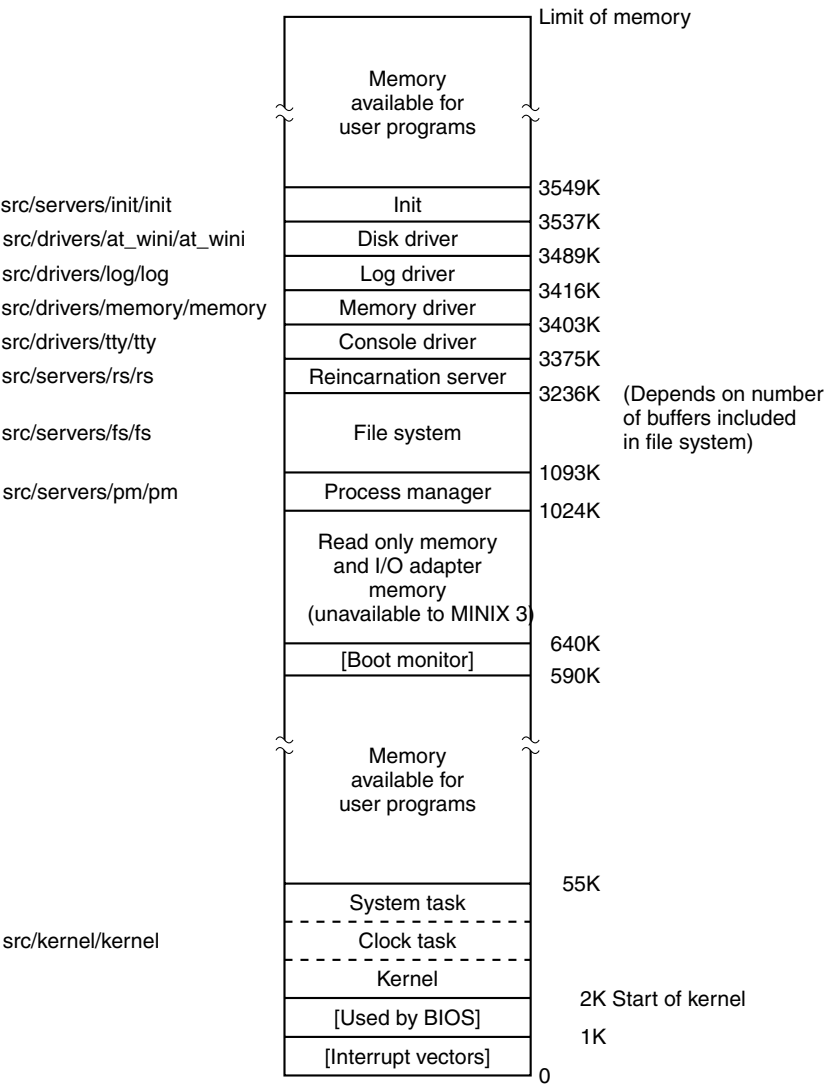 Limit of memory
Memory
available for
user programs
3549K
src/servers/init/init
Init
3537K
src/drivers/at_wini/at_wini
Disk driver
3489K
src/drivers/log/log
Log driver
3416K
src/drivers/memory/memory
Memory driver
3403K
src/drivers/tty/tty
Console driver
3375K
src/servers/rs/rs
Reincarnation server
3236K
(Depends on number
of buffers included
in file system)
src/servers/fs/fs
File system
1093K
src/servers/pm/pm
Process manager
1024K
Read only memory
and I/O adapter
memory
(unavailable to MINIX 3)
640K
[Boot monitor]
590K
Memory
available for
user programs
55K
System task
src/kernel/kernel
Clock task
Kernel
2K Start of kernel
[Used by BIOS]
1K
[Interrupt vectors]
0